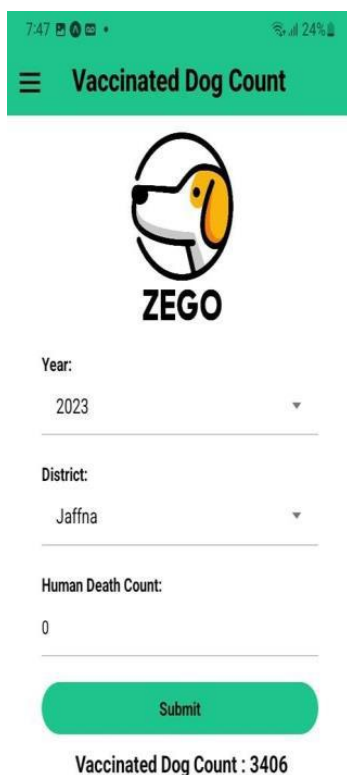 7:47
24%
Vaccinated Dog Count
ZEGO
Year:
2023
District:
Jaffna
Human Death Count:
0
Submit
Vaccinated Dog Count : 3406